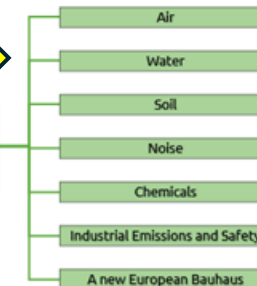 Air
Water
Soil
Noise
Chemicals
Industrial Emissions and Safety
A new European Bauhaus